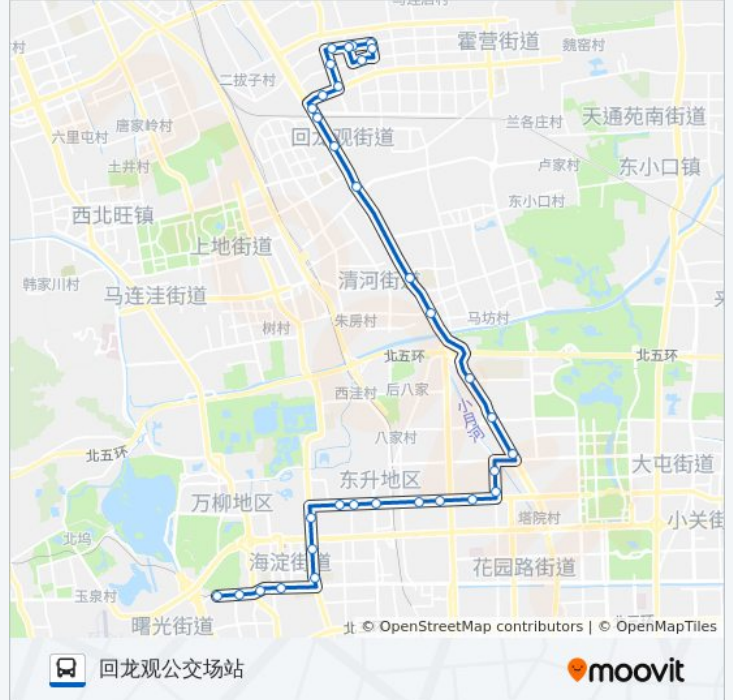 村
霍营街道
魏窑村
二拨子村
唐家岭村
兰各庄村
天通苑南街道
六里屯村
回龙观街道
土井村
卢家村
东小口镇
东小口村
西北旺镇
上地街道
韩家川村
清河街道
马连洼街道
树村
朱房村
马坊村
北五环
北五环
西洼村
后八家
小月河
八家村
北五环
东升地区
大屯街道
万柳地区
塔院村
小关街
北坞
海淀街道
花园路街道
玉泉村
曙光街道
© OpenStreetMap contributors | © OpenMapTiles
回龙观公交场站
moovit